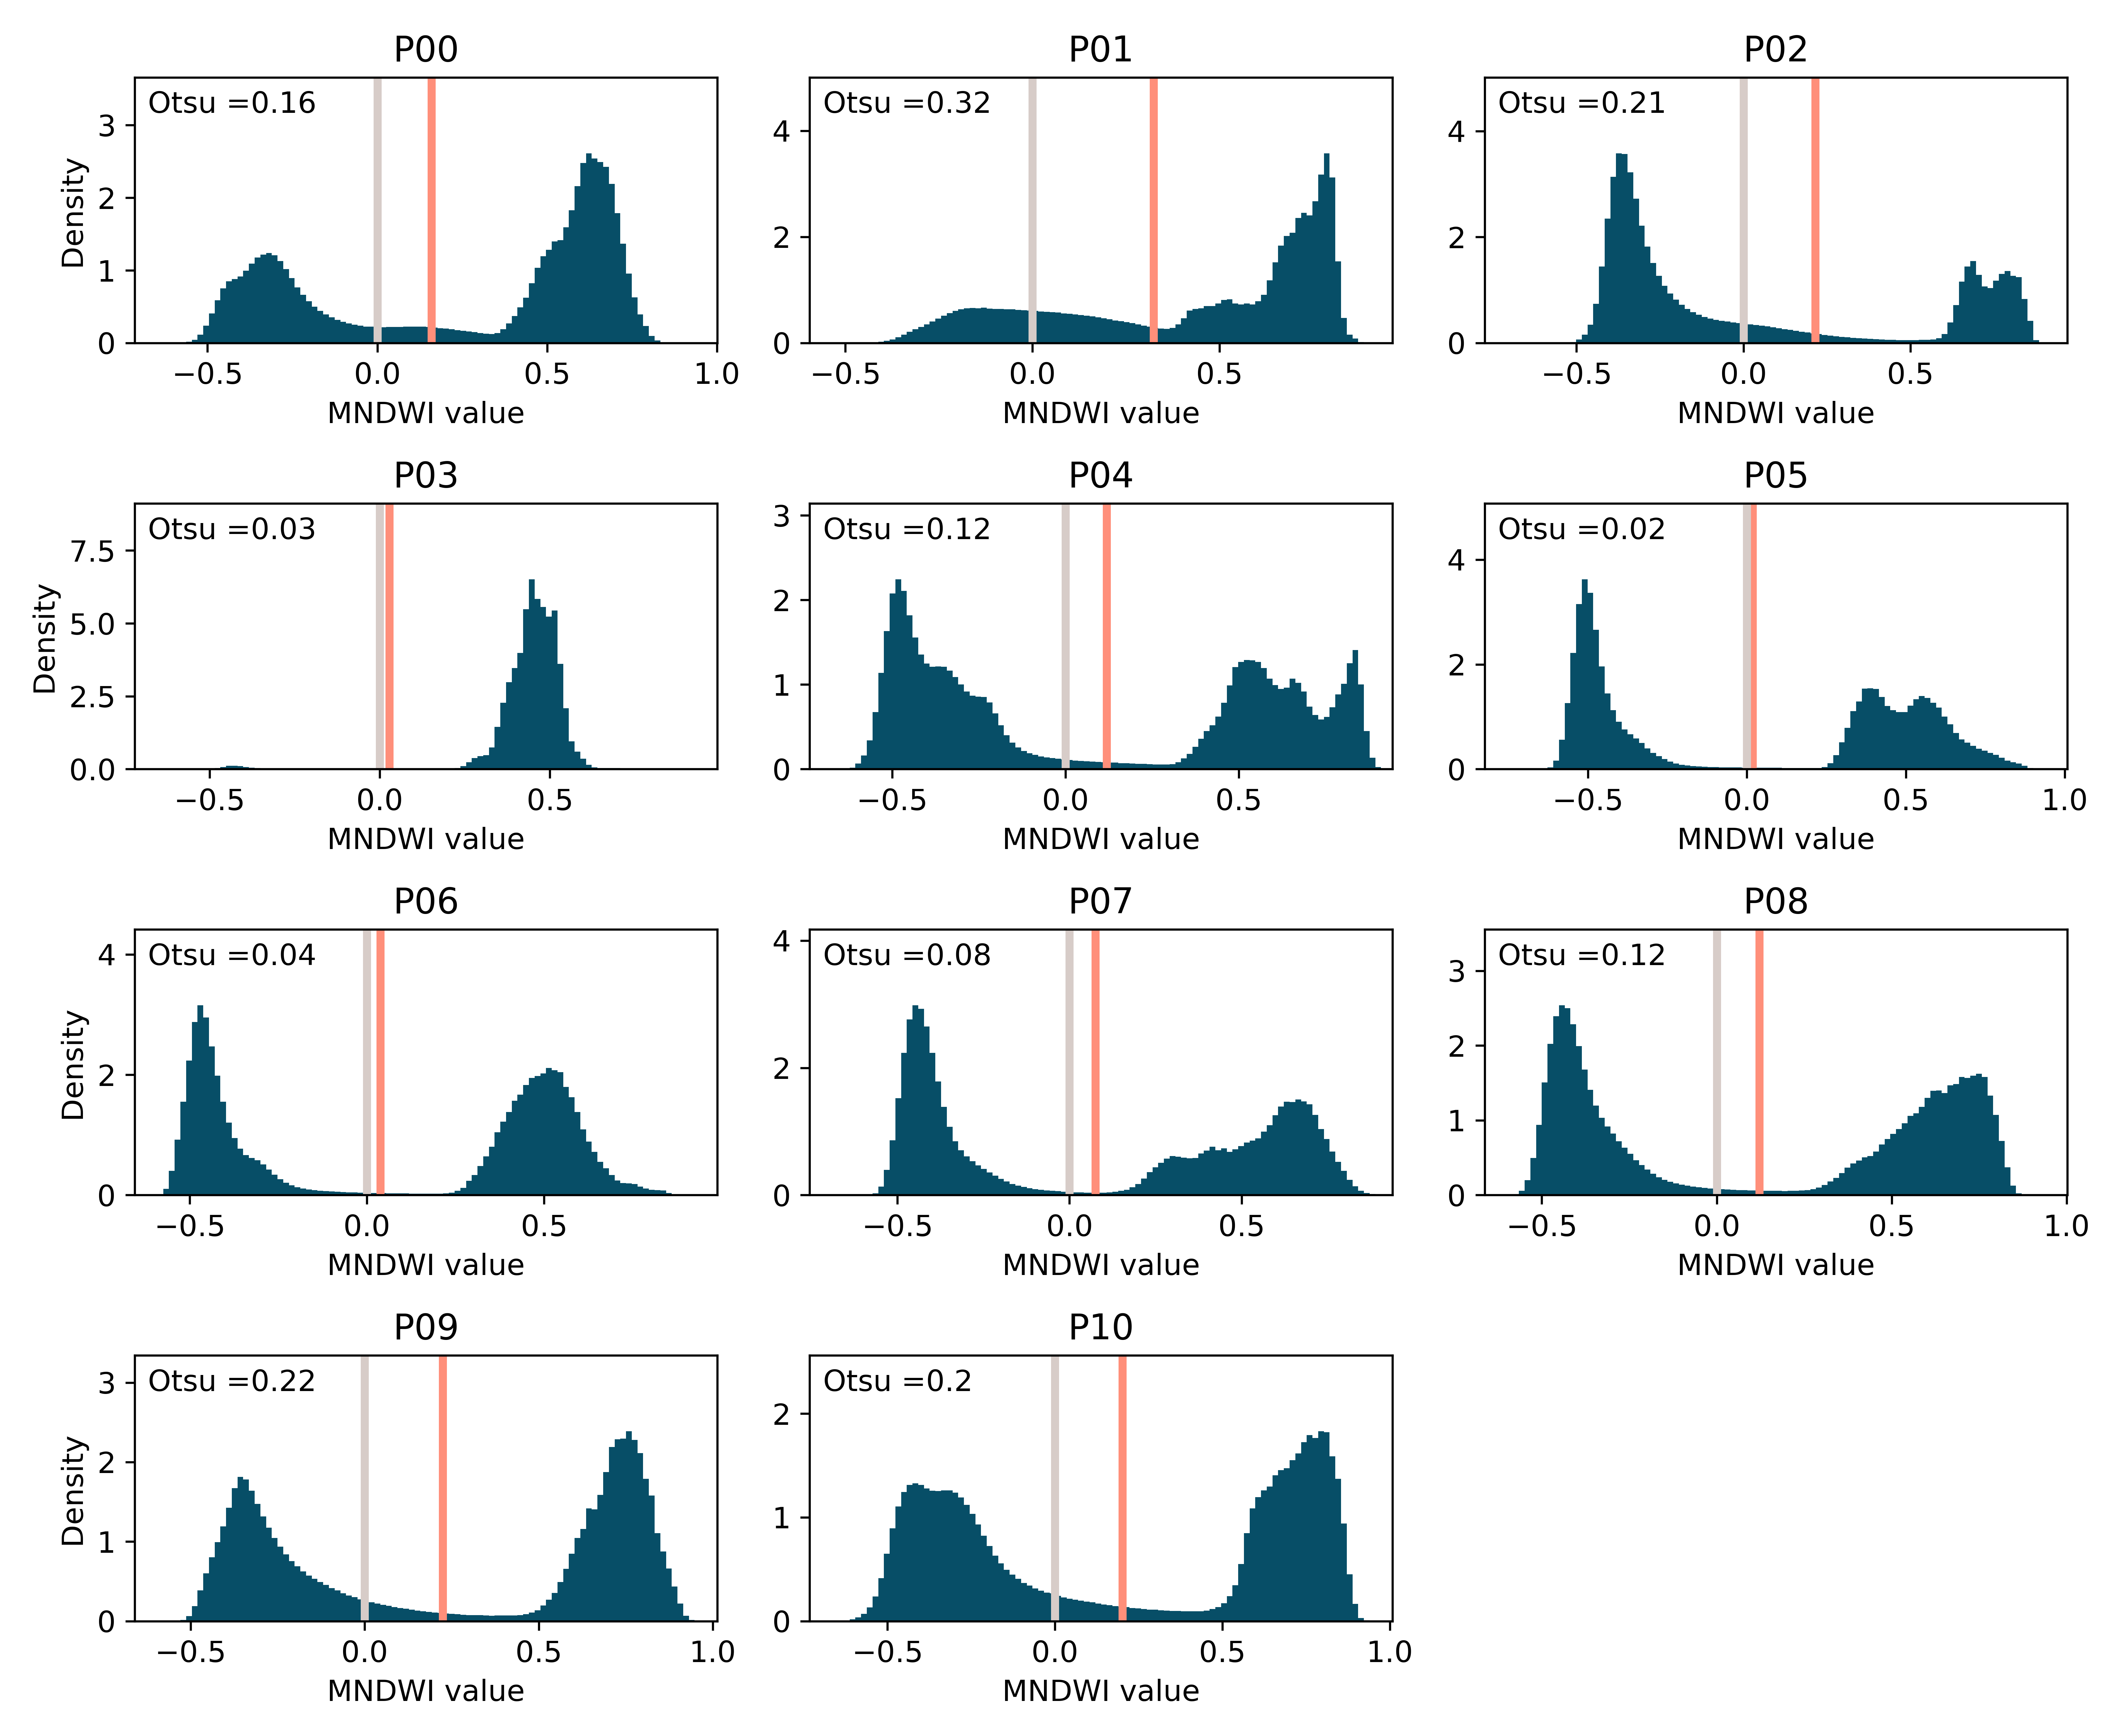 P00
Otsu =0.16
Density
3
2
1
0
−0.5 0.0 0.5 1.0
MNDWI value
P01
Otsu =0.32
4
2
0
−0.5 0.0 0.5
MNDWI value
P02
Otsu =0.21
4
2
0
−0.5 0.0 0.5
MNDWI value
P03
Otsu =0.03
Density
7.5
5.0
2.5
0.0
−0.5 0.0 0.5
MNDWI value
P04
Otsu =0.12
3
2
1
0
−0.5 0.0 0.5
MNDWI value
P05
Otsu =0.02
4
2
0
−0.5 0.0 0.5 1.0
MNDWI value
P06
Otsu =0.04
Density
4
2
0
−0.5 0.0 0.5
MNDWI value
P07
Otsu =0.08
4
2
0
−0.5 0.0 0.5
MNDWI value
P08
Otsu =0.12
3
2
1
0
−0.5 0.0 0.5 1.0
MNDWI value
P09
Otsu =0.22
Density
3
2
1
0
−0.5 0.0 0.5 1.0
MNDWI value
P10
Otsu =0.2
2
1
0
−0.5 0.0 0.5 1.0
MNDWI value